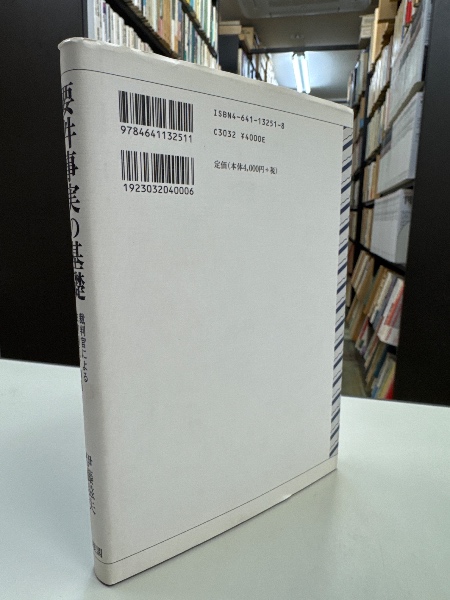 要件事実の基礎
裁判官による
伊藤滋夫
ISBN4-641-13251-8
C3032 ¥4000E
定価(本体4,000円+税)
9784641132511
1923032040006